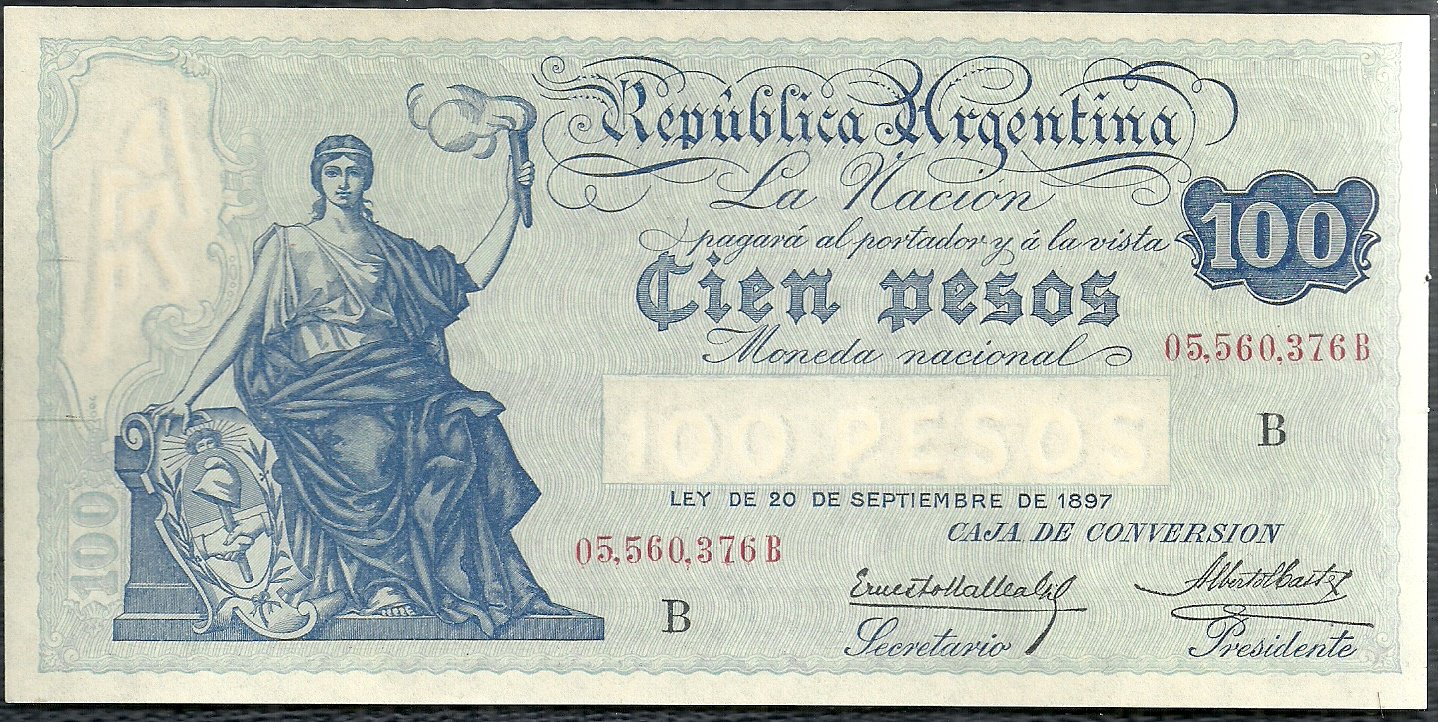 República Argentina
La Nación
pagará al portador y á la vista
100
Cien pesos
Moneda nacional
05,560,376 B
100 PESOS
B
LEY DE 20 DE SEPTIEMBRE DE 1897
CAJA DE CONVERSION
05,560,376 B
100
B
Secretario
Presidente